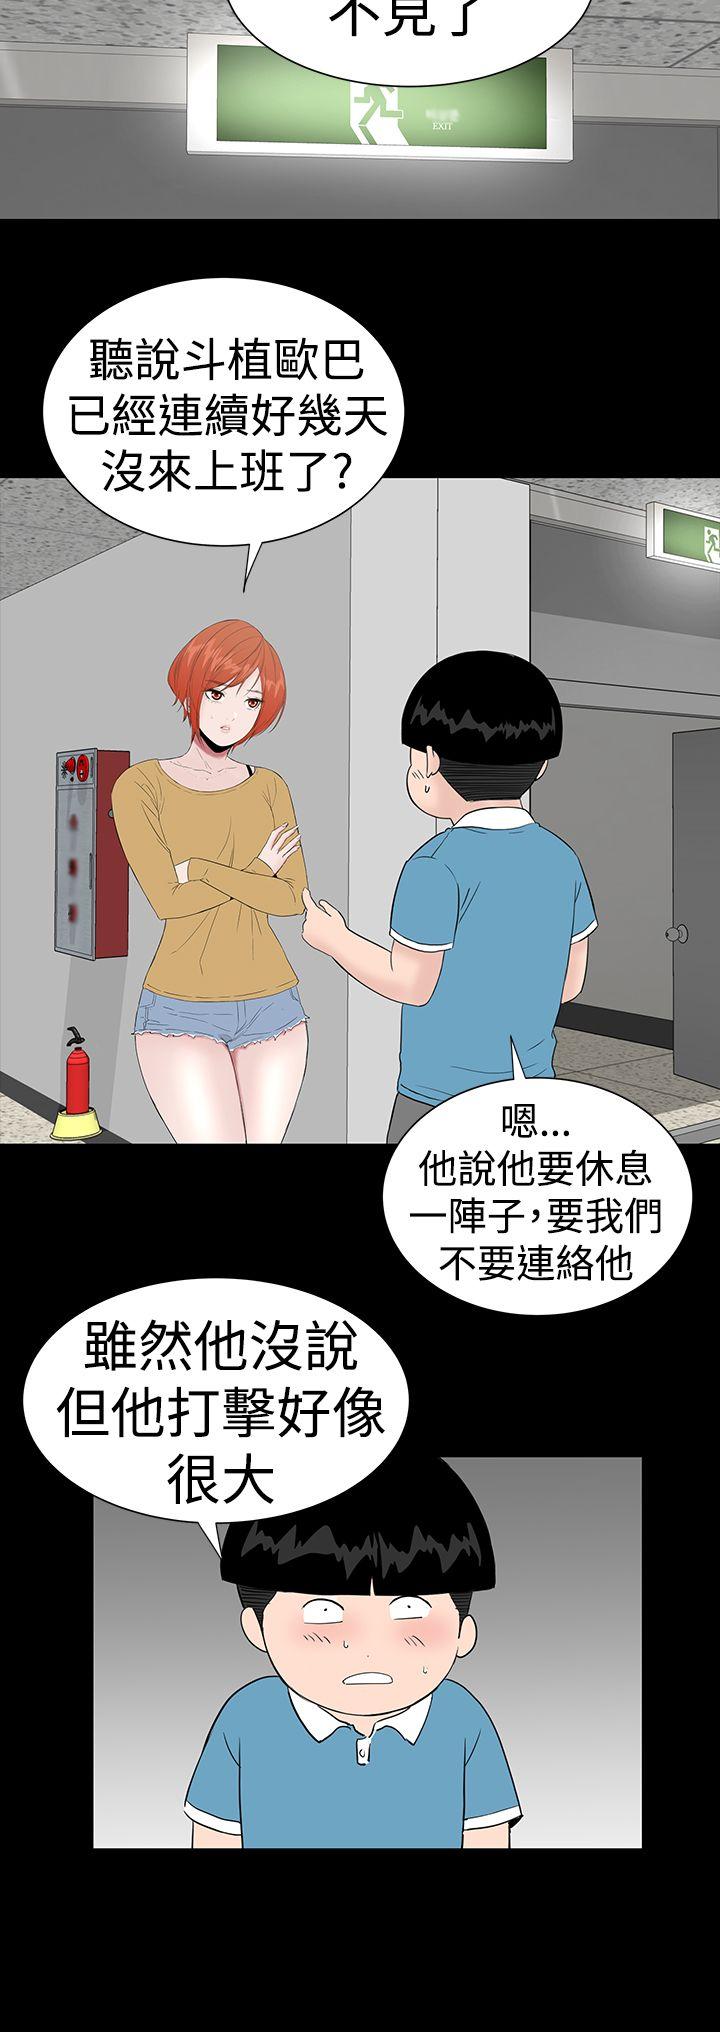 不見了
EXIT
聽說斗植歐巴
已經連續好幾天
沒來上班了?
嗯...
他說他要休息
一陣子,要我們
不要連絡他
雖然他沒說
但他打擊好像
很大